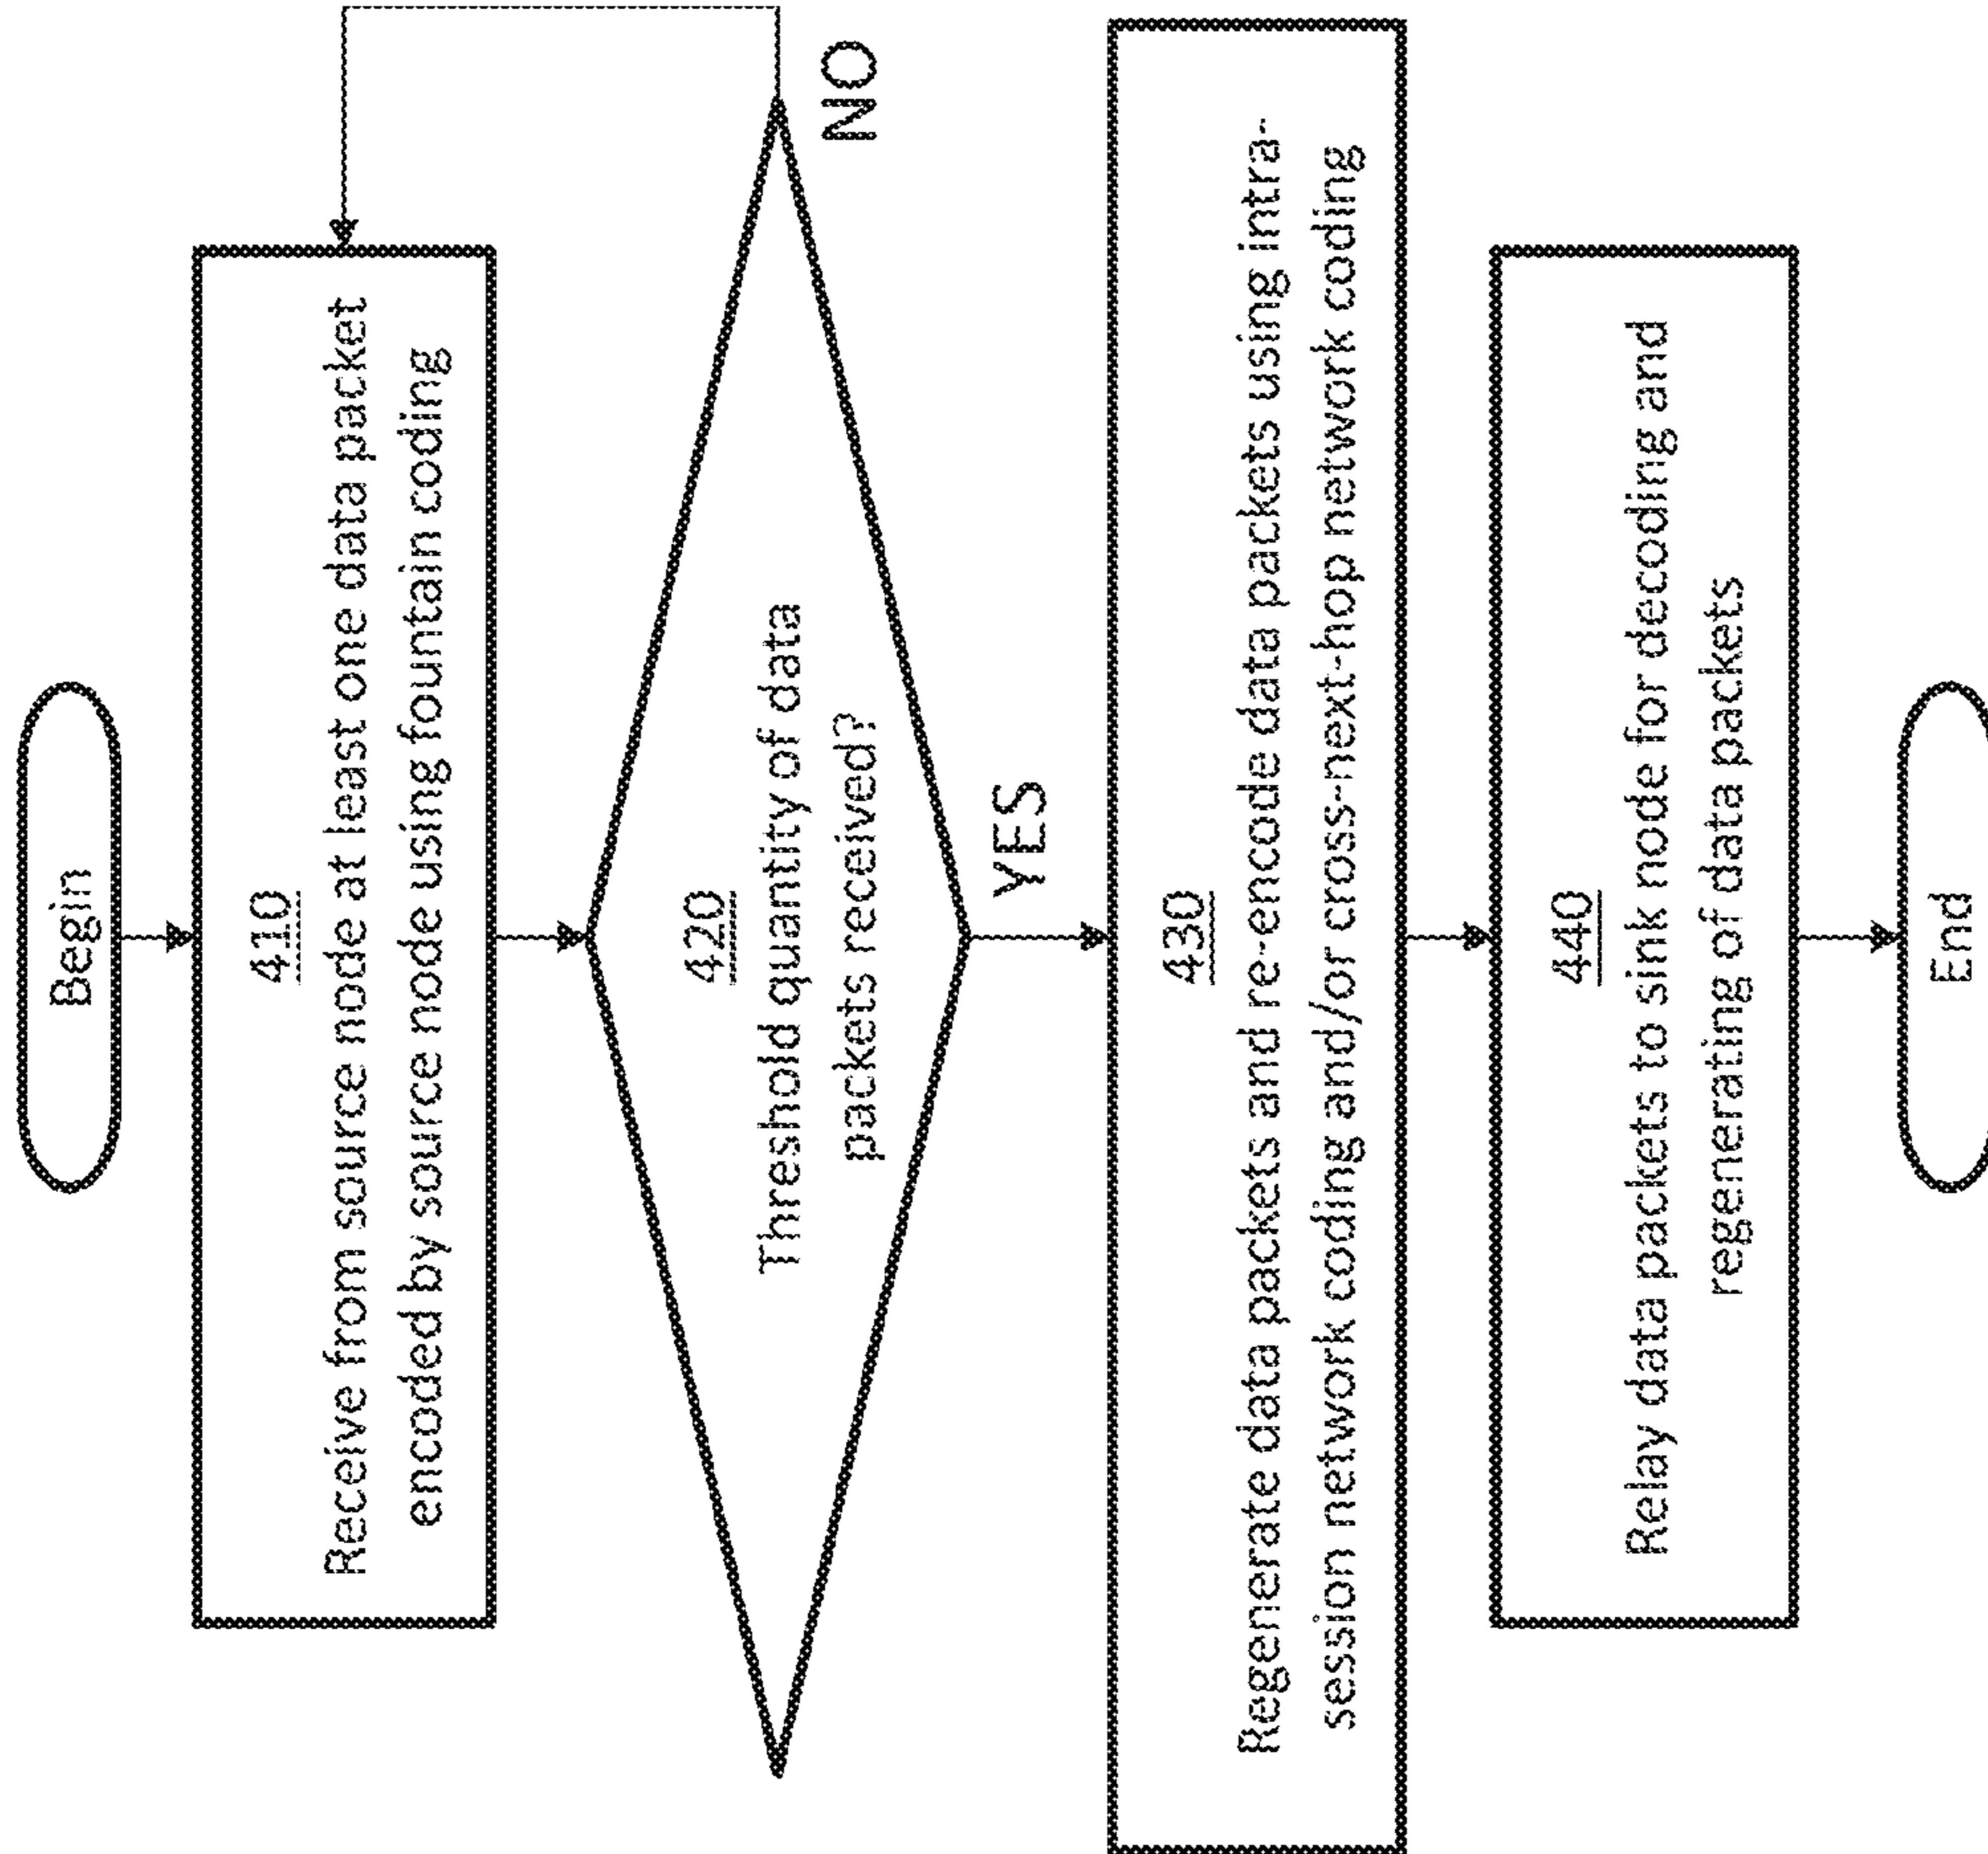 Begin
410
Receive from source node at least one data packet
encoded by source node using fountain coding
420
Threshold quantity of data
packets received?
NO
YES
430
Regenerate data packets and re-encode data packets using intra-
session network coding and/or cross-next-hop network coding
440
Relay data packets to sink node for decoding and
regenerating of data packets
End